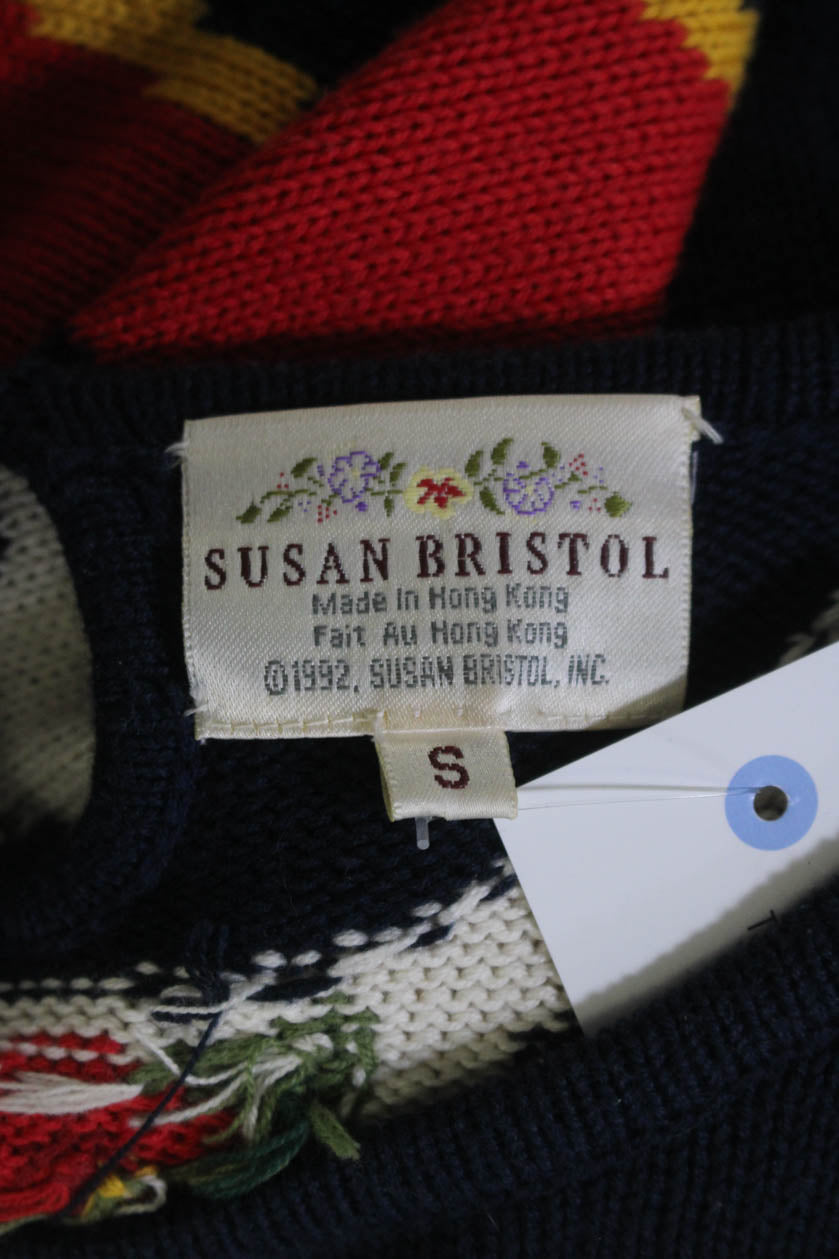 SUSAN BRISTOL
Made In Hong Kong
Fait Au Hong Kong
©1992, SUSAN BRISTOL, INC.
S